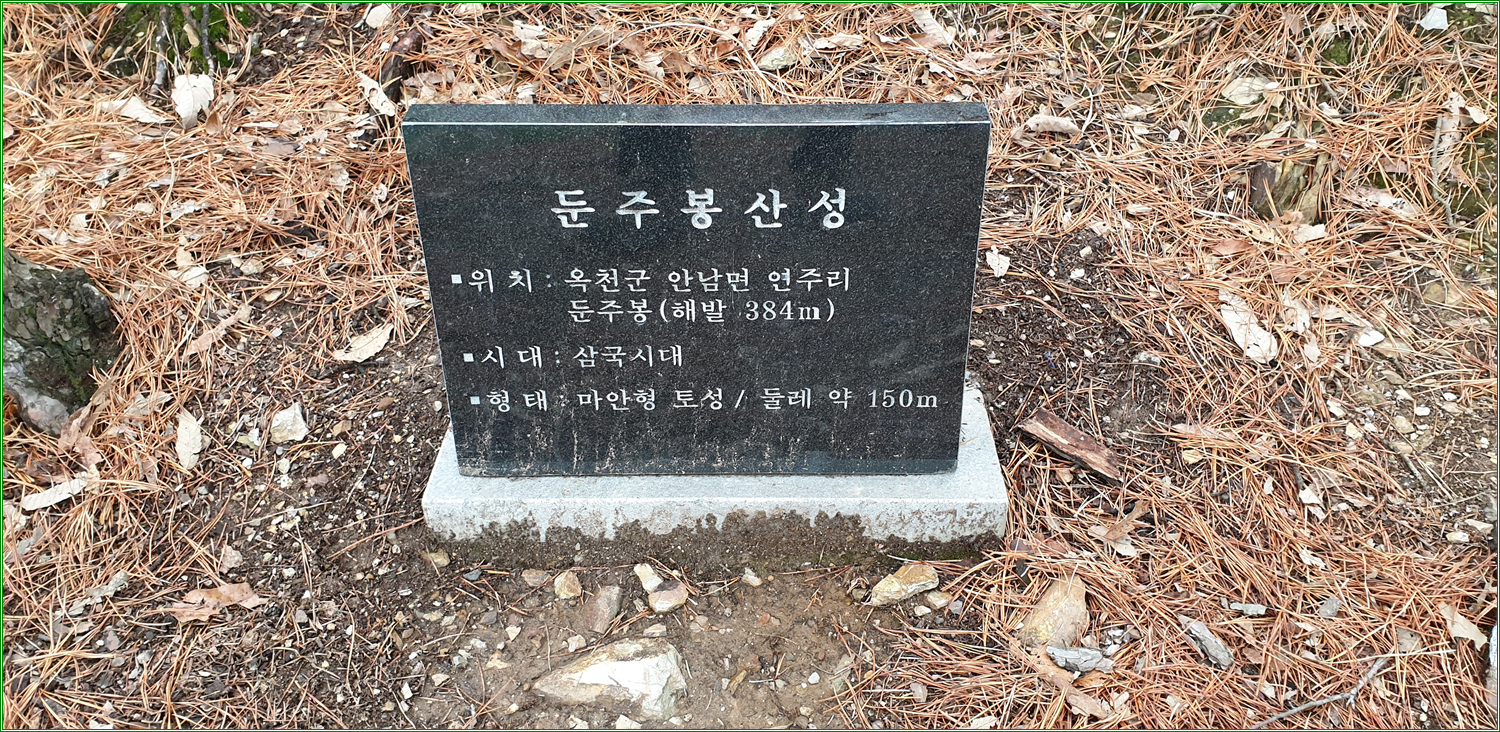 둔주봉산성
▪위 치 : 옥천군 안남면 연주리
둔주봉(해발 384m)
▪시 대 : 삼국시대
▪형 태 : 마안형 토성 / 둘레 약 150m